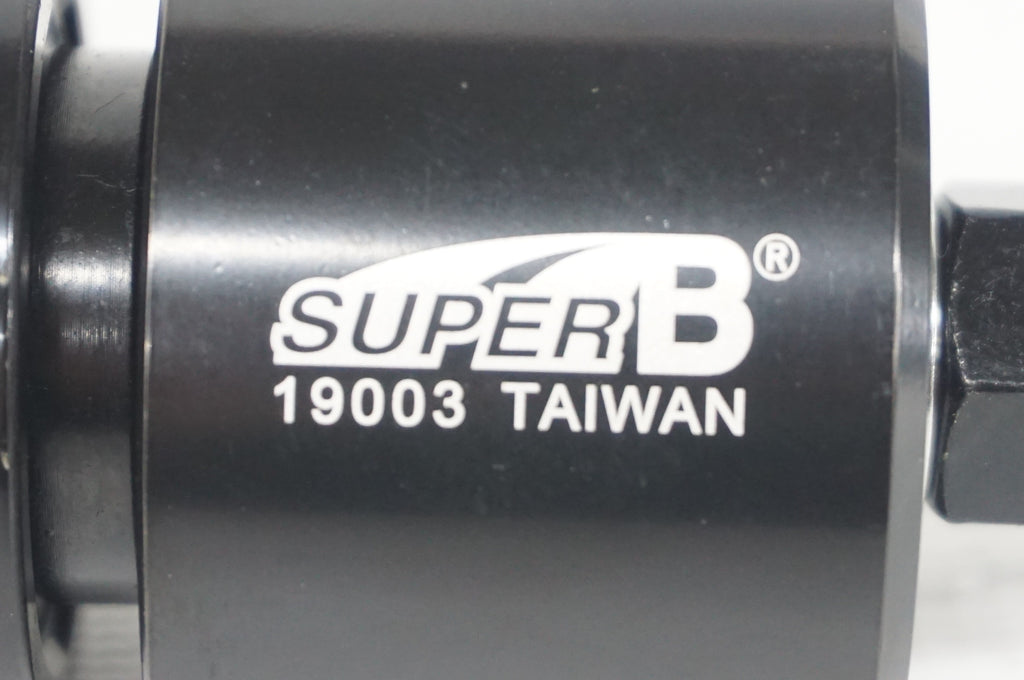 SUPER B®
19003 TAIWAN